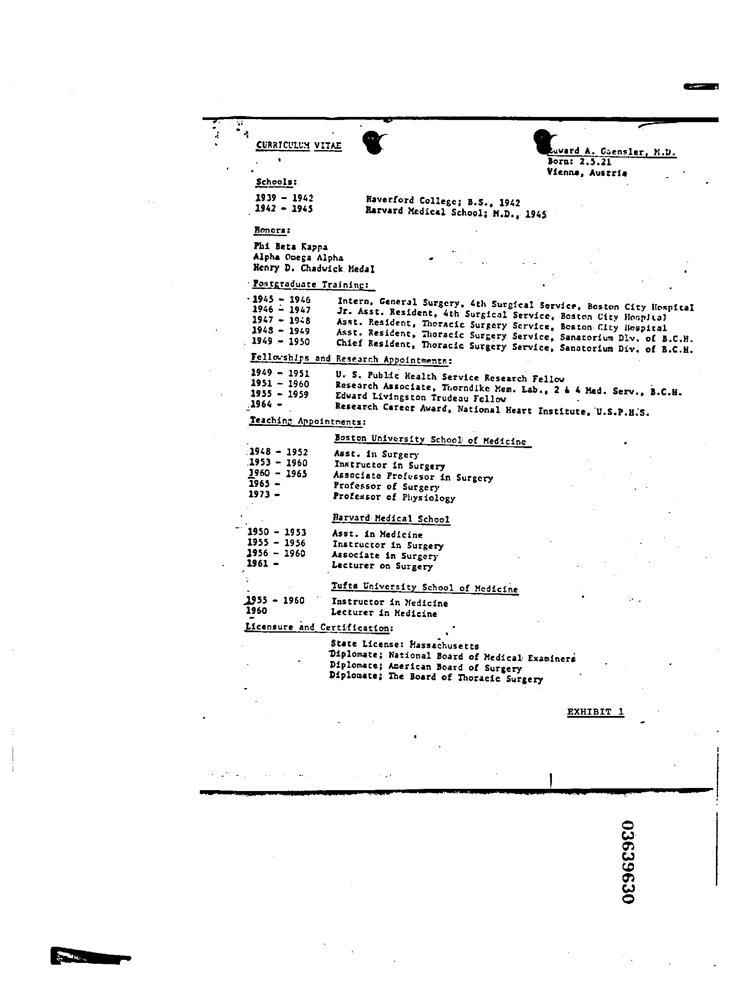 CURRICULUM VITAE
Edward A. Gaensler, M.D.
Born: 2.5.21
Vienna, Austria
Schools:
1939 - 1942 Haverford College; B.S., 1942
1942 - 1945 Harvard Medical School; M.D., 1945
Honors:
Phi Beta Kappa
Alpha Omega Alpha
Henry D. Chadwick Medal
Postgraduate Training:
1945 - 1946 Intern, General Surgery, 4th Surgical Service, Boston City Hospital
1946 - 1947 Jr. Asst. Resident, 4th Surgical Service, Boston City Hospital
1947 - 1948 Asst. Resident, Thoracic Surgery Service, Boston City Hospital
1948 - 1949 Asst. Resident, Thoracic Surgery Service, Sanatorium Div. of B.C.H.
1949 - 1950 Chief Resident, Thoracic Surgery Service, Sanatorium Div. of B.C.H.
Fellowships and Research Appointments:
1949 - 1951 U. S. Public Health Service Research Fellow
1951 - 1960 Research Associate, Thorndike Mem. Lab., 2 & 4 Med. Serv., B.C.H.
1955 - 1959 Edward Livingston Trudeau Fellow
1964 - Research Career Award, National Heart Institute, U.S.P.H.S.
Teaching Appointments:
Boston University School of Medicine
1948 - 1952 Asst. in Surgery
1953 - 1960 Instructor in Surgery
1960 - 1965 Associate Professor in Surgery
1965 - Professor of Surgery
1973 - Professor of Physiology
Harvard Medical School
1950 - 1953 Asst. in Medicine
1955 - 1956 Instructor in Surgery
1956 - 1960 Associate in Surgery
1961 - Lecturer on Surgery
Tufts University School of Medicine
1955 - 1960 Instructor in Medicine
1960 Lecturer in Medicine
Licensure and Certification:
State License: Massachusetts
Diplomate; National Board of Medical Examiners
Diplomate; American Board of Surgery
Diplomate; The Board of Thoracic Surgery
EXHIBIT 1
03639630